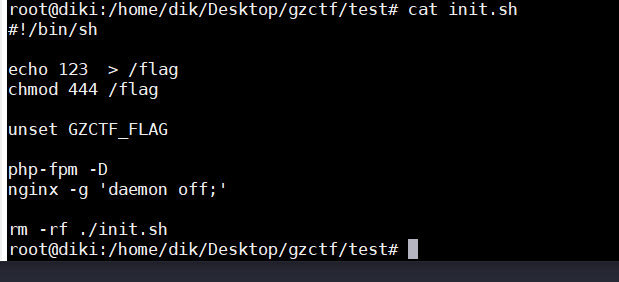 root@diki:/home/dik/Desktop/gzctf/test# cat init.sh
#!/bin/sh
echo 123  > /flag
chmod 444 /flag
unset GZCTF_FLAG
php-fpm -D
nginx -g 'daemon off;'
rm -rf ./init.sh
root@diki:/home/dik/Desktop/gzctf/test#